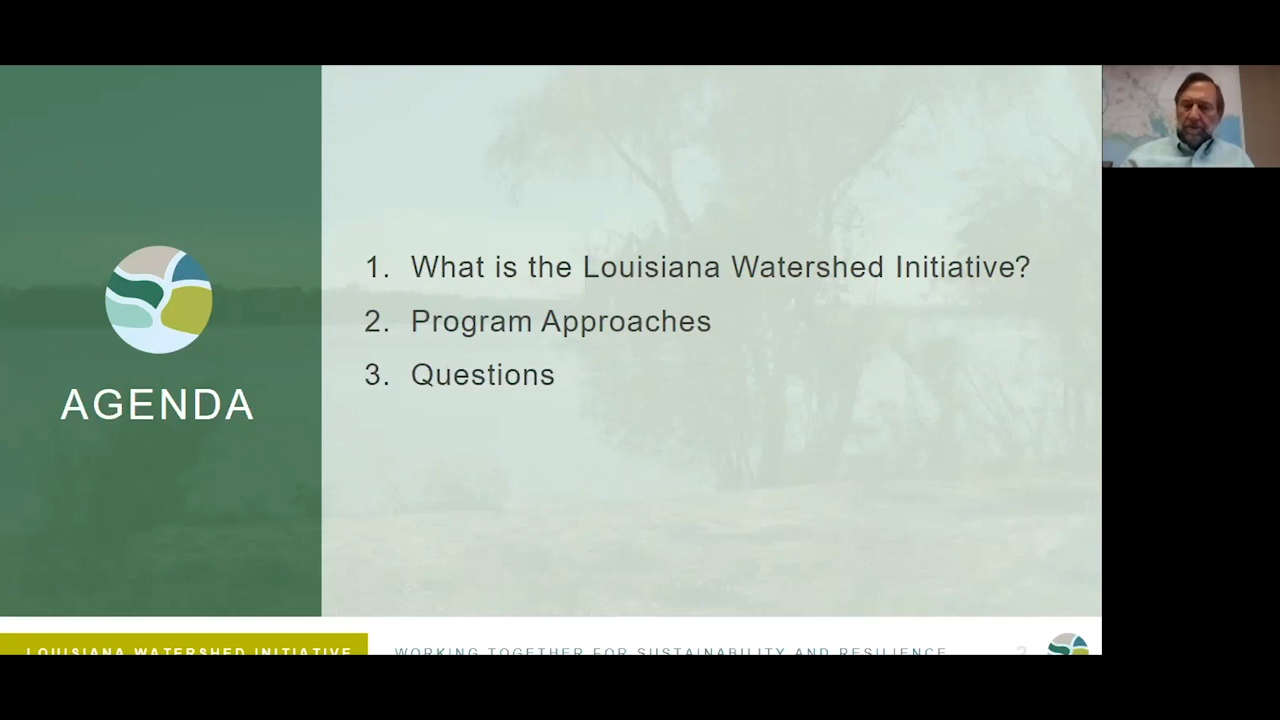 AGENDA
1. What is the Louisiana Watershed Initiative?
2. Program Approaches
3. Questions
LOUISIANA WATERSHED INITIATIVE
WORKING TOGETHER FOR SUSTAINABILITY AND RESILIENCE
2